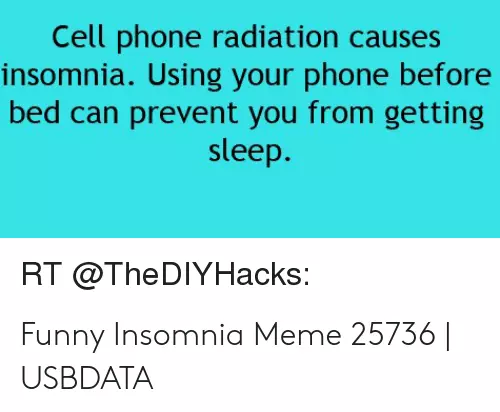 Cell phone radiation causes
insomnia. Using your phone before
bed can prevent you from getting
sleep.
RT @TheDIYHacks:
Funny Insomnia Meme 25736 |
USBDATA